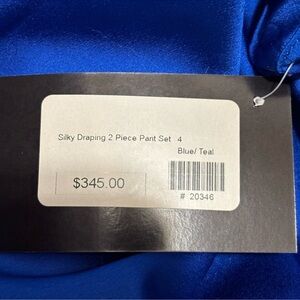 Silky Draping 2 Piece Pant Set 4
Blue/ Teal
$345.00
# 20346